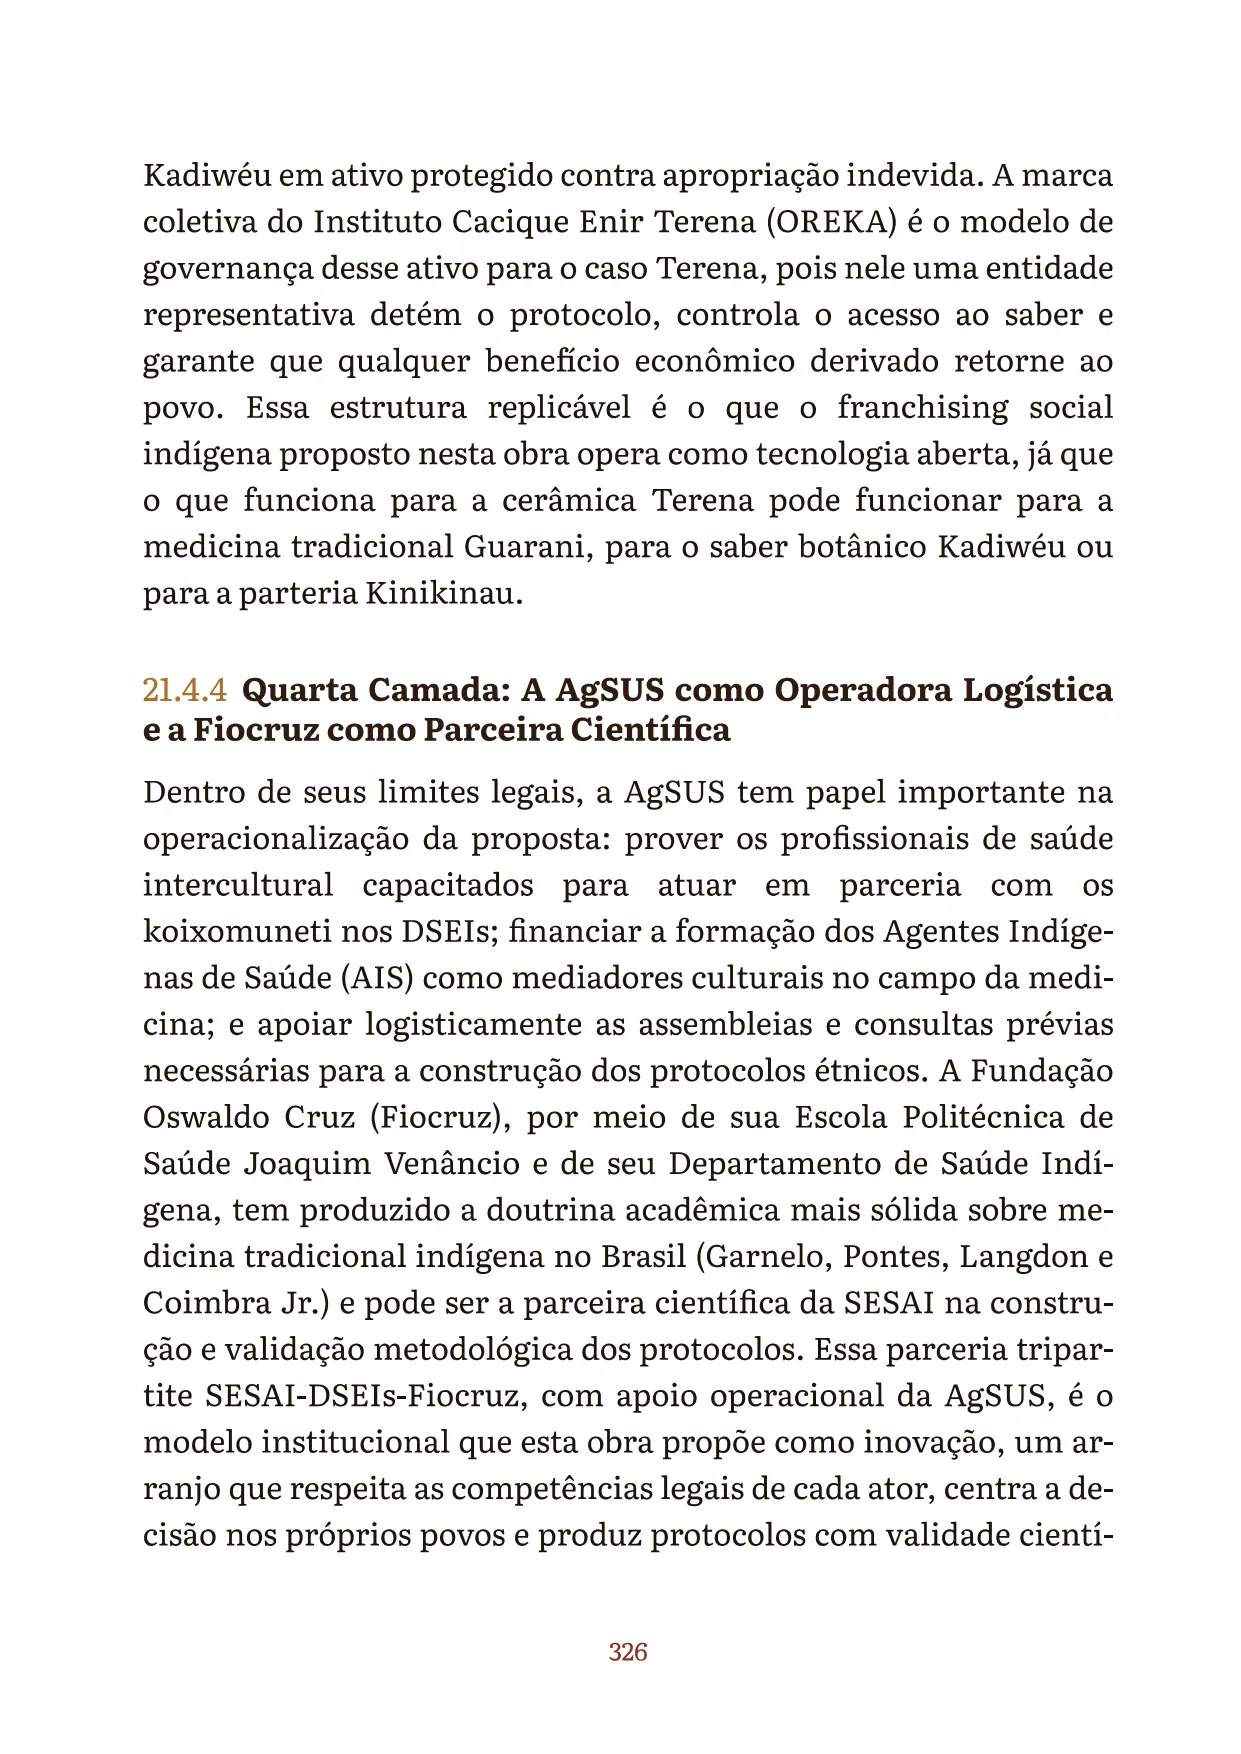 Kadiwéu em ativo protegido contra apropriação indevida. A marca
coletiva do Instituto Cacique Enir Terena (OREKA) é o modelo de
governança desse ativo para o caso Terena, pois nele uma entidade
representativa detém o protocolo, controla o acesso ao saber e
garante que qualquer benefício econômico derivado retorne ao
povo. Essa estrutura replicável é o que o franchising social
indígena proposto nesta obra opera como tecnologia aberta, já que
o que funciona para a cerâmica Terena pode funcionar para a
medicina tradicional Guarani, para o saber botânico Kadiwéu ou
para a parteria Kinikinau.
21.4.4 Quarta Camada: A AgSUS como Operadora Logística
e a Fiocruz como Parceira Científica
Dentro de seus limites legais, a AgSUS tem papel importante na
operacionalização da proposta: prover os profissionais de saúde
intercultural capacitados para atuar em parceria com os
koixomuneti nos DSEIs; financiar a formação dos Agentes Indíge-
nas de Saúde (AIS) como mediadores culturais no campo da medi-
cina; e apoiar logisticamente as assembleias e consultas prévias
necessárias para a construção dos protocolos étnicos. A Fundação
Oswaldo Cruz (Fiocruz), por meio de sua Escola Politécnica de
Saúde Joaquim Venâncio e de seu Departamento de Saúde Indí-
gena, tem produzido a doutrina acadêmica mais sólida sobre me-
dicina tradicional indígena no Brasil (Garnelo, Pontes, Langdon e
Coimbra Jr.) e pode ser a parceira científica da SESAI na constru-
ção e validação metodológica dos protocolos. Essa parceria tripar-
tite SESAI-DSEIs-Fiocruz, com apoio operacional da AgSUS, é o
modelo institucional que esta obra propõe como inovação, um ar-
ranjo que respeita as competências legais de cada ator, centra a de-
cisão nos próprios povos e produz protocolos com validade cientí-
326